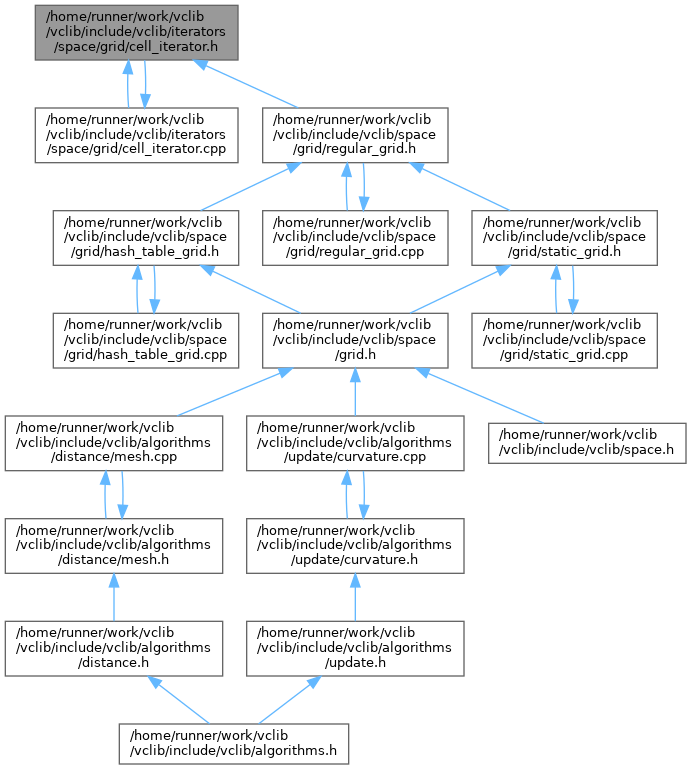 /home/runner/work/vclib
/vclib/include/vclib/iterators
/space/grid/cell_iterator.h
/home/runner/work/vclib
/vclib/include/vclib/iterators
/space/grid/cell_iterator.cpp
/home/runner/work/vclib
/vclib/include/vclib/space
/grid/regular_grid.h
/home/runner/work/vclib
/vclib/include/vclib/space
/grid/hash_table_grid.h
/home/runner/work/vclib
/vclib/include/vclib/space
/grid/regular_grid.cpp
/home/runner/work/vclib
/vclib/include/vclib/space
/grid/static_grid.h
/home/runner/work/vclib
/vclib/include/vclib/space
/grid/hash_table_grid.cpp
/home/runner/work/vclib
/vclib/include/vclib/space
/grid.h
/home/runner/work/vclib
/vclib/include/vclib/space
/grid/static_grid.cpp
/home/runner/work/vclib
/vclib/include/vclib/algorithms
/distance/mesh.cpp
/home/runner/work/vclib
/vclib/include/vclib/algorithms
/update/curvature.cpp
/home/runner/work/vclib
/vclib/include/vclib/space.h
/home/runner/work/vclib
/vclib/include/vclib/algorithms
/distance/mesh.h
/home/runner/work/vclib
/vclib/include/vclib/algorithms
/update/curvature.h
/home/runner/work/vclib
/vclib/include/vclib/algorithms
/distance.h
/home/runner/work/vclib
/vclib/include/vclib/algorithms
/update.h
/home/runner/work/vclib
/vclib/include/vclib/algorithms.h